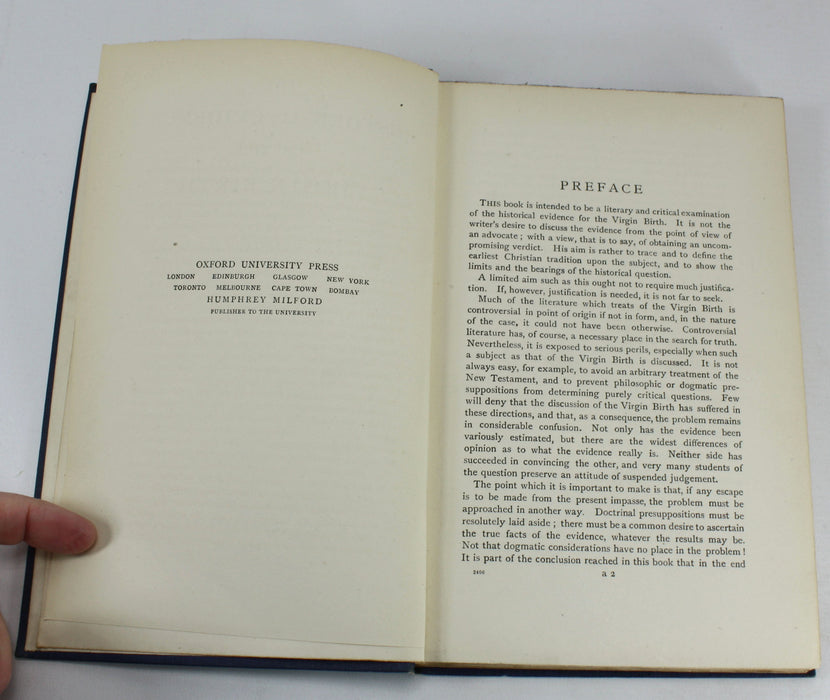 OXFORD UNIVERSITY PRESS
LONDON EDINBURGH GLASGOW NEW YORK
TORONTO MELBOURNE CAPE TOWN BOMBAY
HUMPHREY MILFORD
PUBLISHER TO THE UNIVERSITY
PREFACE
THIS book is intended to be a literary and critical examination
of the historical evidence for the Virgin Birth. It is not the
writer's desire to discuss the evidence from the point of view of
an advocate; with a view, that is to say, of obtaining an uncom-
promising verdict. His aim is rather to trace and to define the
earliest Christian tradition upon the subject, and to show the
limits and the bearings of the historical question.
A limited aim such as this ought not to require much justifica-
tion. If, however, justification is needed, it is not far to seek.
Much of the literature which treats of the Virgin Birth is
controversial in point of origin if not in form, and, in the nature
of the case, it could not have been otherwise. Controversial
literature has, of course, a necessary place in the search for truth.
Nevertheless, it is exposed to serious perils, especially when such
a subject as that of the Virgin Birth is discussed. It is not
always easy, for example, to avoid an arbitrary treatment of the
New Testament, and to prevent philosophic or dogmatic pre-
suppositions from determining purely critical questions. Few
will deny that the discussion of the Virgin Birth has suffered in
these directions, and that, as a consequence, the problem remains
in considerable confusion. Not only has the evidence been
variously estimated, but there are the widest differences of
opinion as to what the evidence really is. Neither side has
succeeded in convincing the other, and very many students of
the question preserve an attitude of suspended judgement.
The point which it is important to make is that, if any escape
is to be made from the present impasse, the problem must be
approached in another way. Doctrinal presuppositions must be
resolutely laid aside; there must be a common desire to ascertain
the true facts of the evidence, whatever the results may be.
Not that dogmatic considerations have no place in the problem!
It is part of the conclusion reached in this book that in the end
2406 a 2